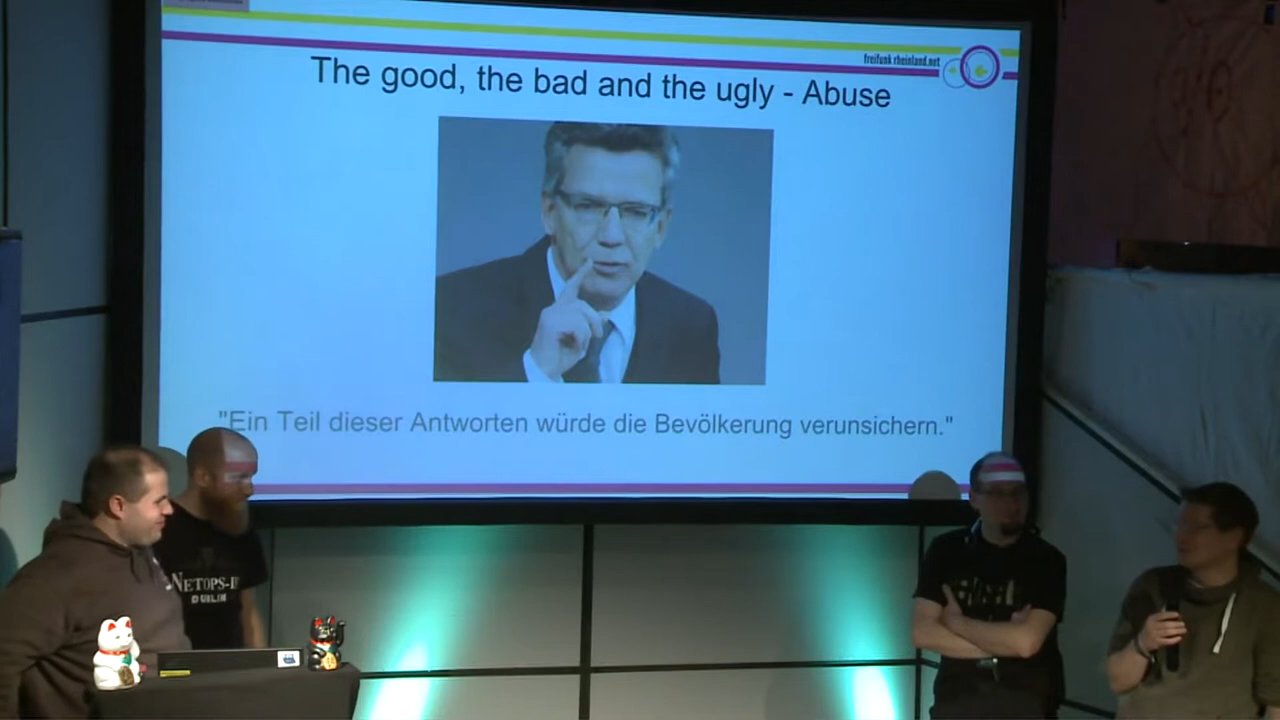 freifunk rheinland.net
The good, the bad and the ugly - Abuse
"Ein Teil dieser Antworten würde die Bevölkerung verunsichern."
DUBLIN